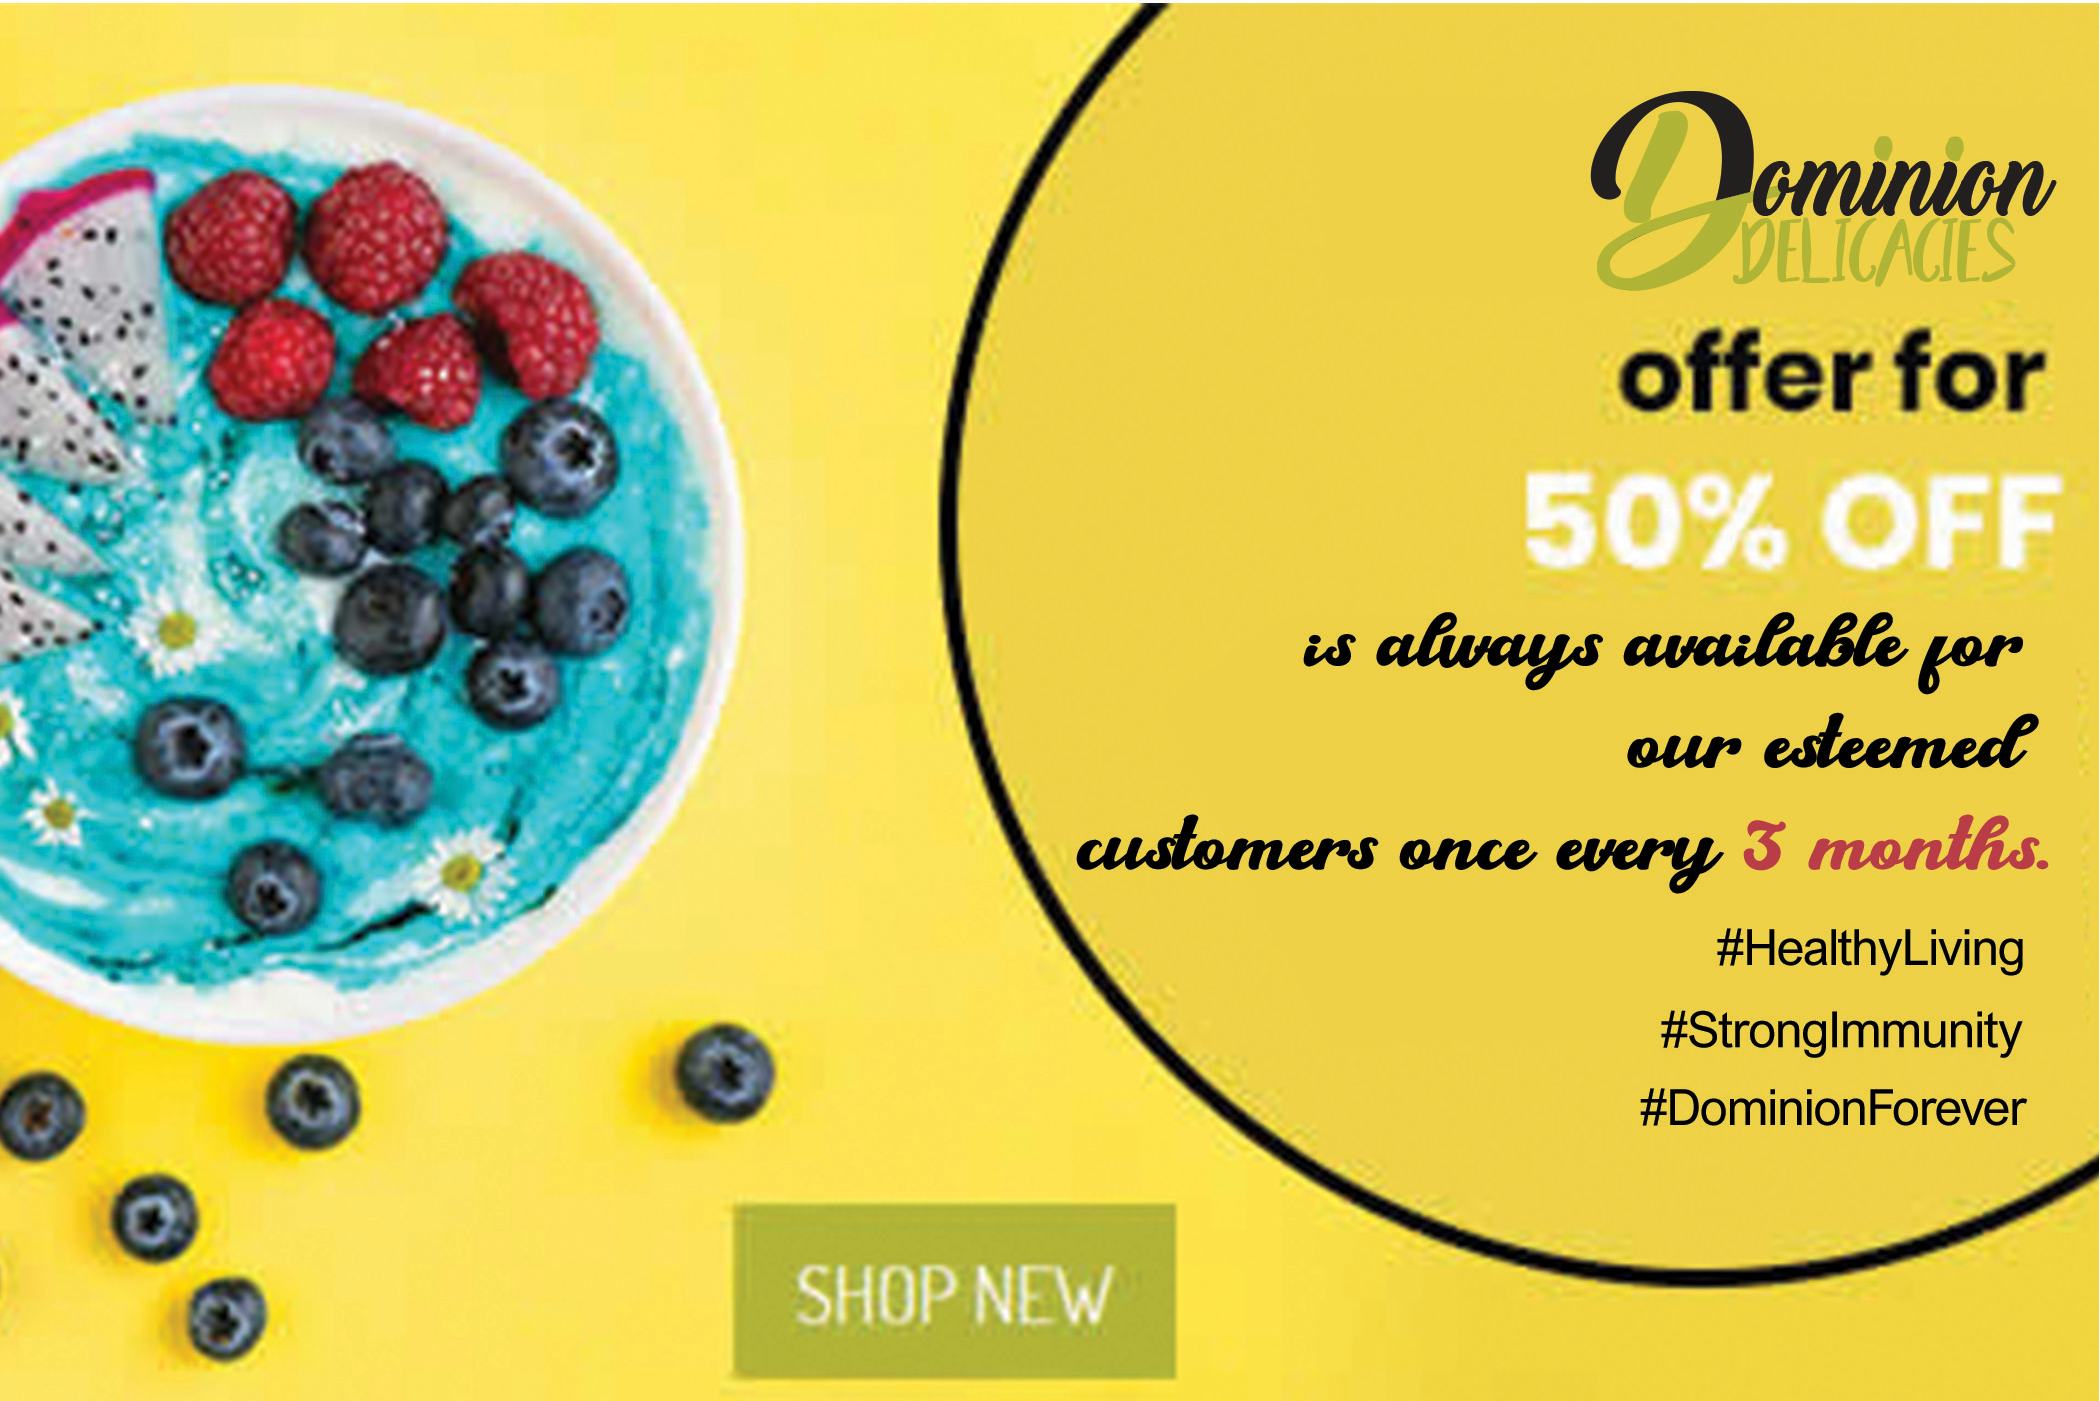 Dominion
DELICACIES
offer for
50% OFF
is always available for
our esteemed
customers once every 3 months.
#HealthyLiving
#StrongImmunity
#DominionForever
SHOP NEW